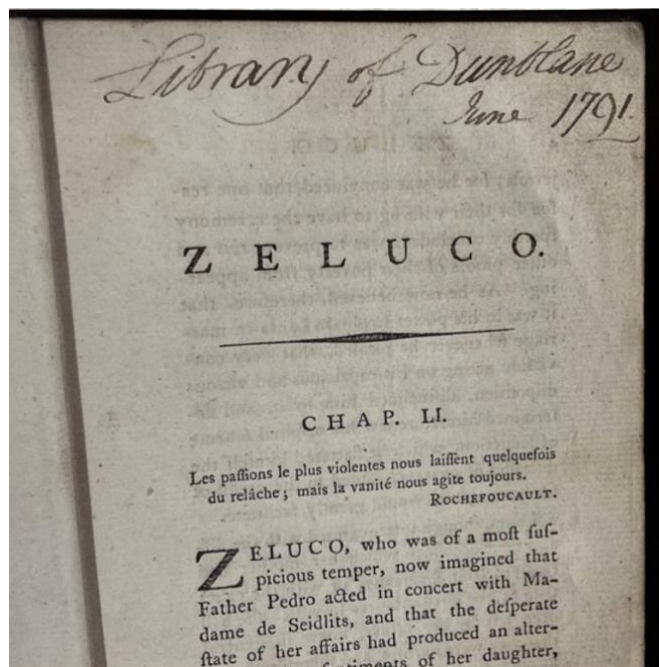 Library of Dunblane
June 1791.
ZELUCO.
CHAP. LI.
Les paſſions le plus violentes nous laiſſent quelquefois
du relâche; mais la vanité nous agite toujours.
ROCHEFOUCAULT.
ZELUCO, who was of a moſt ſuſ-
picious temper, now imagined that
Father Pedro acted in concert with Ma-
dame de Seidlits, and that the deſperate
ſtate of her affairs had produced an alter-
of her daughter,